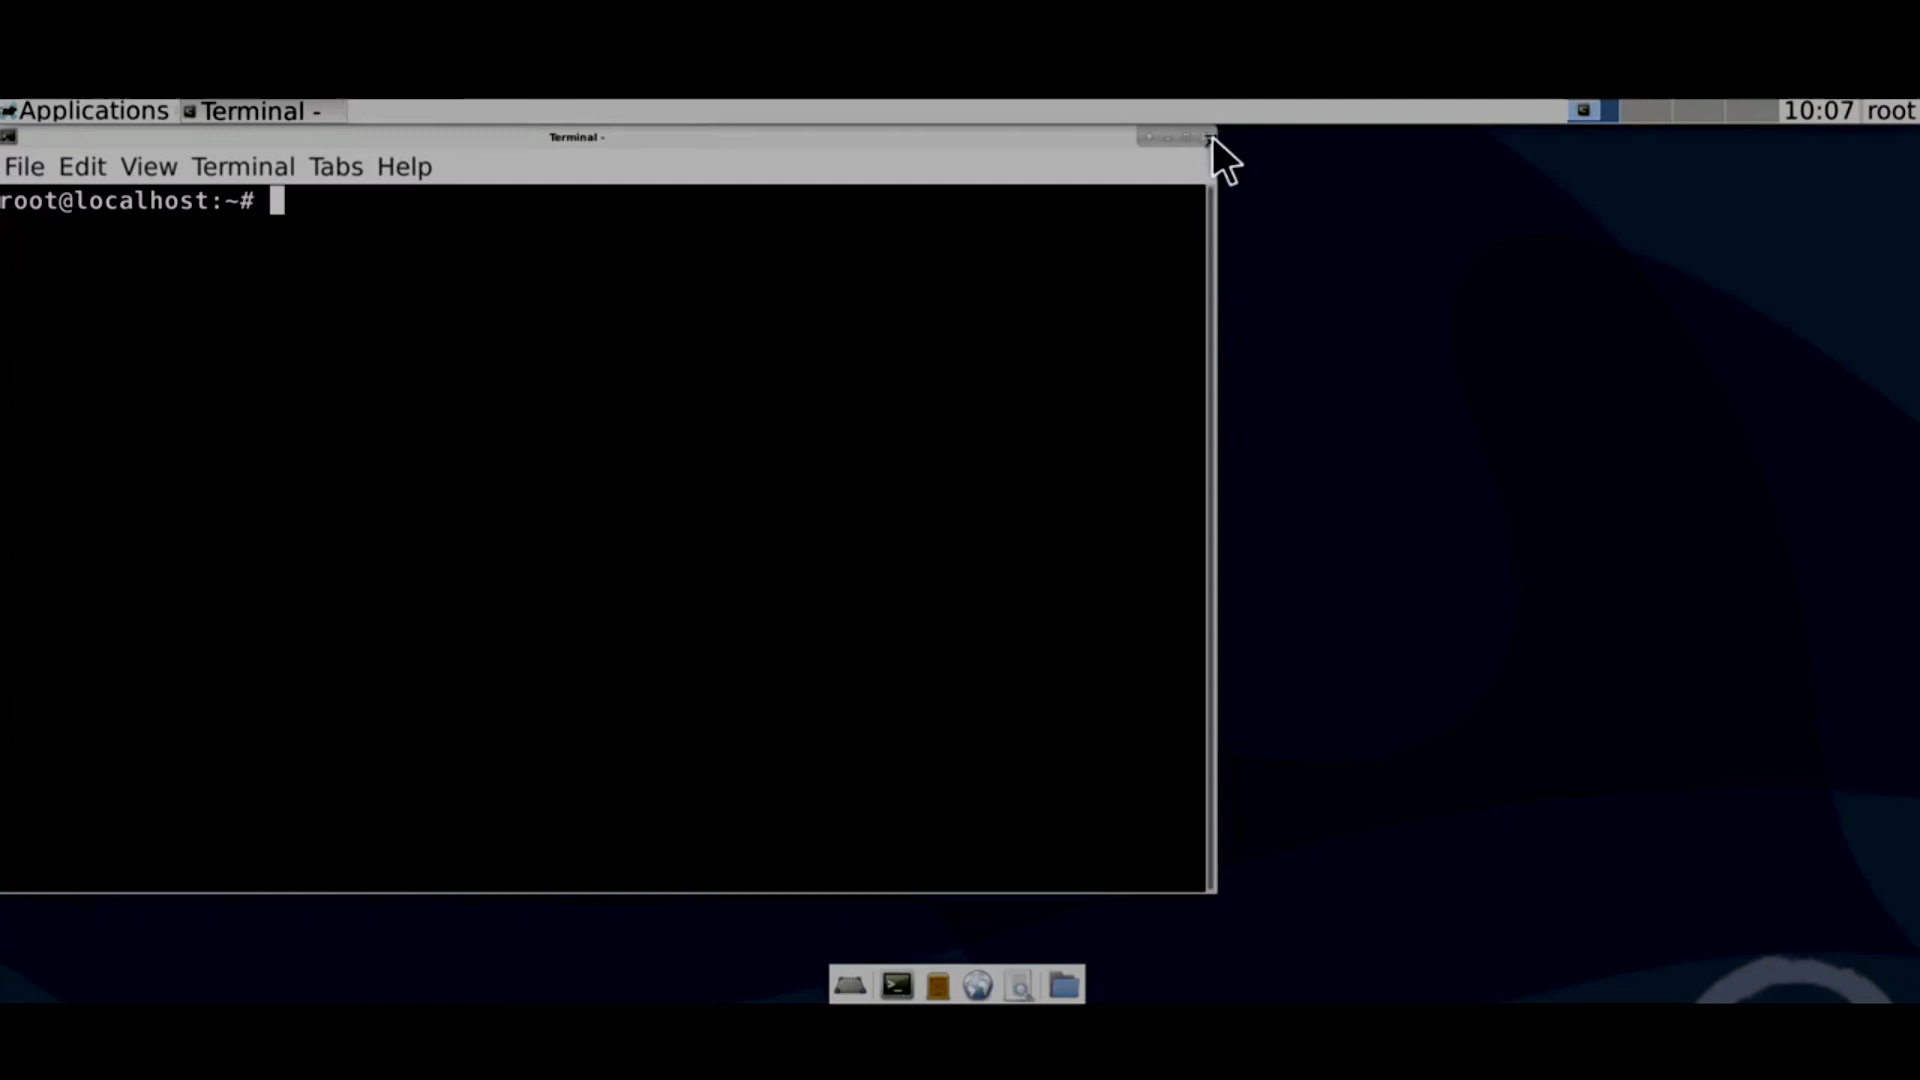 Applications Terminal - 10:07 root
Terminal -
File Edit View Terminal Tabs Help
root@localhost:~#